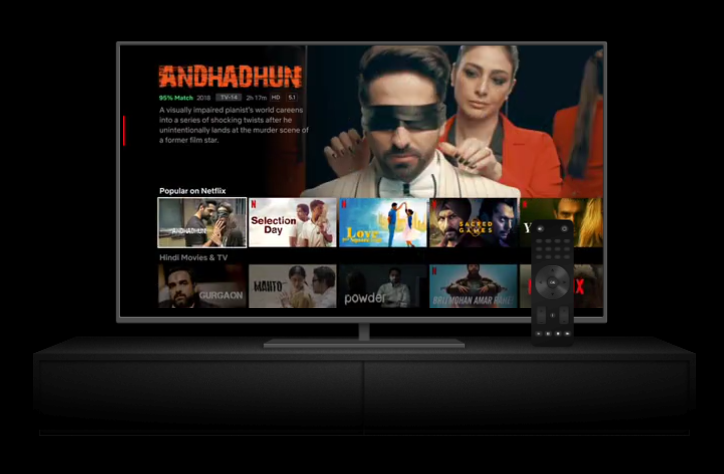 ANDHADHUN
95% Match 2018 TV-14 2h 17m HD 5.1
A visually impaired pianist's world careens
into a series of shocking twists after he
unintentionally lands at the murder scene of
a former film star.
Popular on Netflix
N
Selection
Day
N
Love
per Square Foot
N
SACRED
GAMES
Y
Hindi Movies & TV
GURGAON
MANTO
powder
N
BRIJ MOHAN AMAR RAHE
X